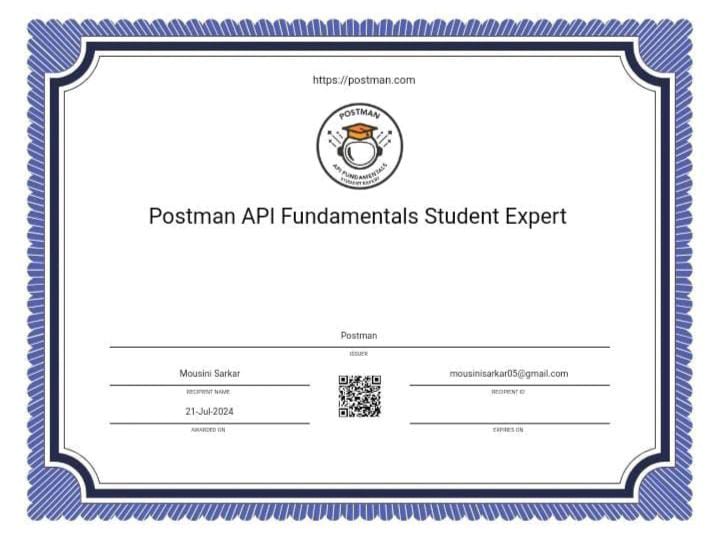 https://postman.com
POSTMAN
API FUNDAMENTALS
STUDENT EXPERT
Postman API Fundamentals Student Expert
Postman
ISSUER
Mousini Sarkar
RECIPIENT NAME
mousinisarkar05@gmail.com
RECIPIENT ID
21-Jul-2024
AWARDED ON
EXPIRES ON